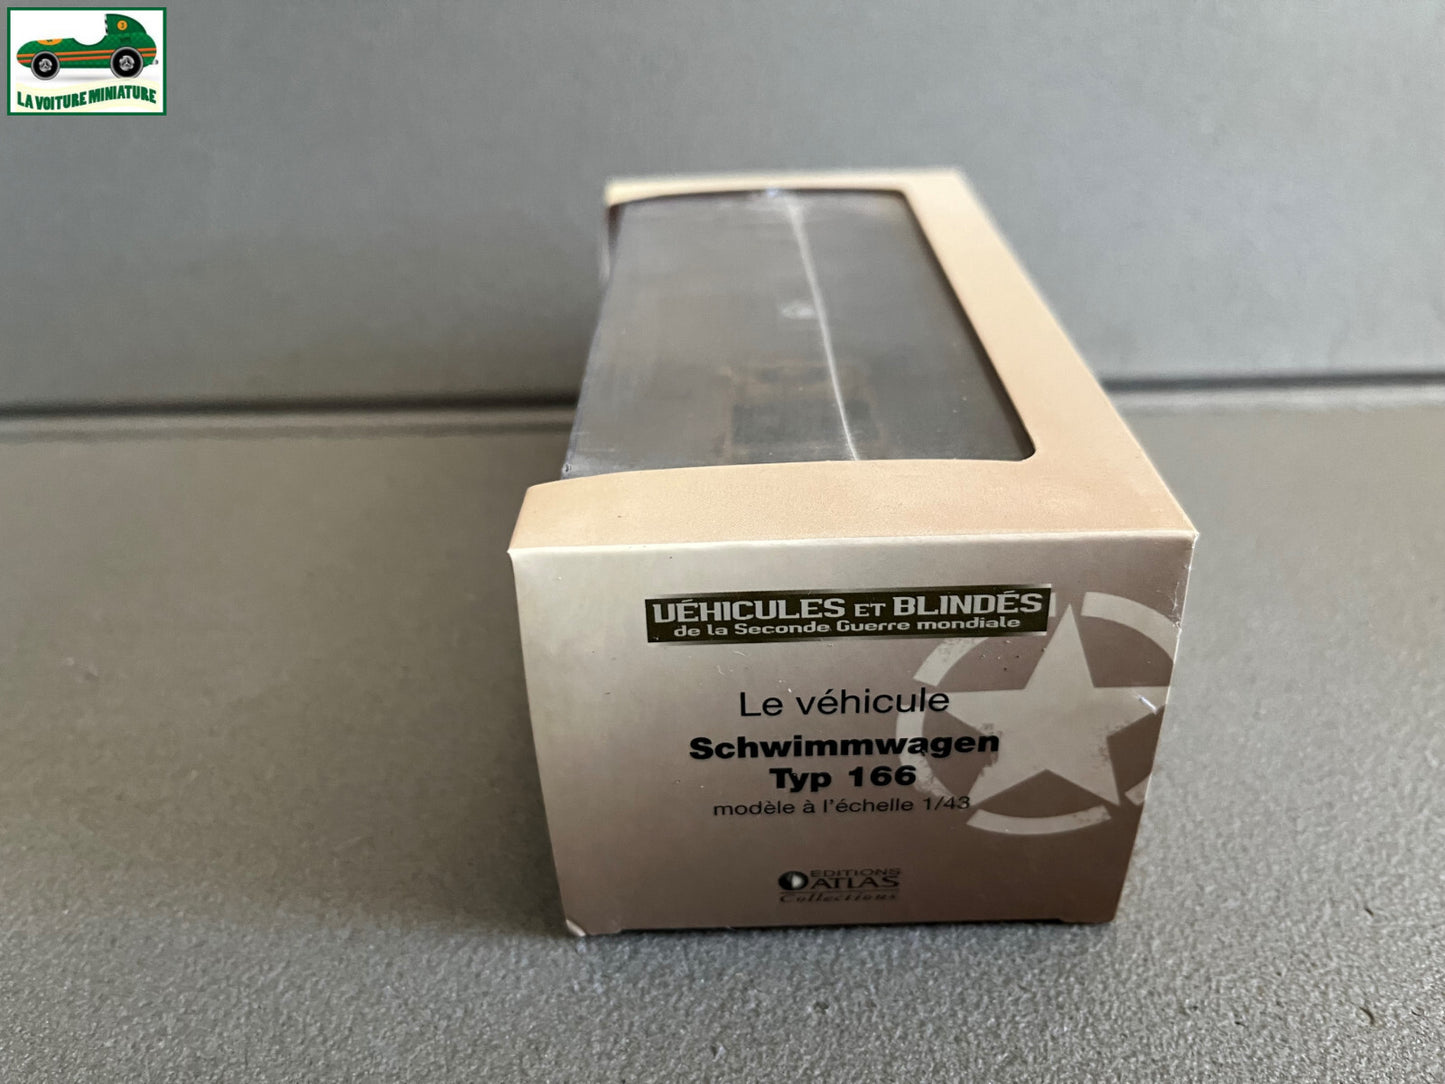 3
LA VOITURE MINIATURE
VÉHICULES ET BLINDÉS
de la Seconde Guerre mondiale
Le véhicule
Schwimmwagen
Typ 166
modèle à l'échelle 1/43
EDITIONS
ATLAS
Collections